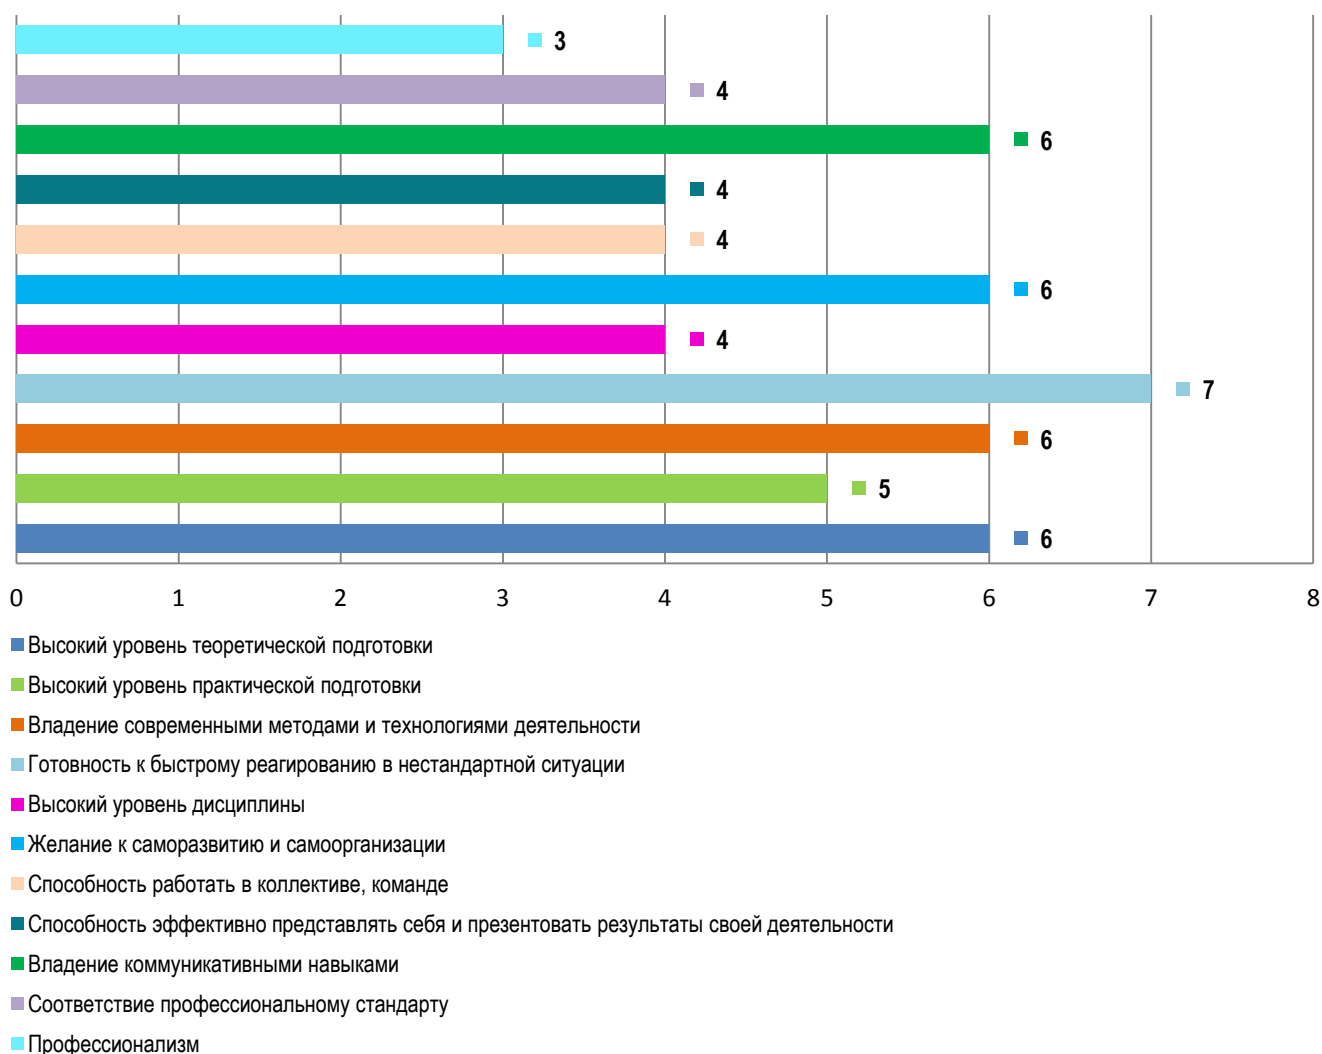 3
4
6
4
4
6
4
7
6
5
6
0 1 2 3 4 5 6 7 8
Высокий уровень теоретической подготовки
Высокий уровень практической подготовки
Владение современными методами и технологиями деятельности
Готовность к быстрому реагированию в нестандартной ситуации
Высокий уровень дисциплины
Желание к саморазвитию и самоорганизации
Способность работать в коллективе, команде
Способность эффективно представлять себя и презентовать результаты своей деятельности
Владение коммуникативными навыками
Соответствие профессиональному стандарту
Профессионализм